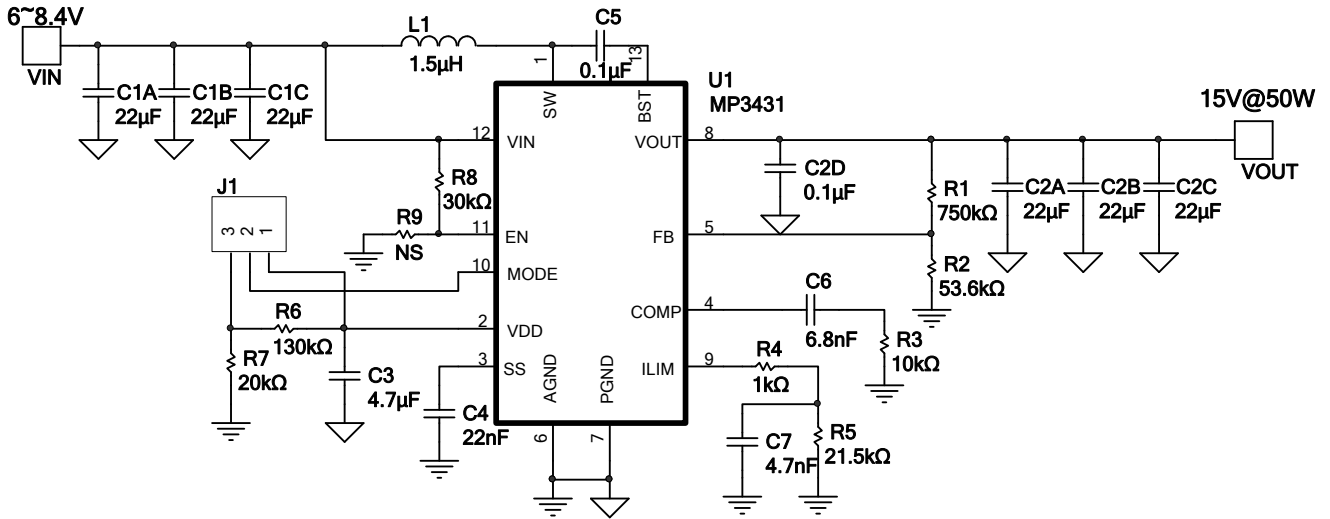 6~8.4V
VIN
C1A
22µF
C1B
22µF
C1C
22µF
L1
1.5µH
C5
0.1µF
1
13
SW
BST
U1
MP3431
15V@50W
VOUT
12
VIN
VOUT
8
R8
30kΩ
R9
NS
11
EN
10
MODE
J1
3
2
1
R6
130kΩ
R7
20kΩ
2
VDD
3
SS
C3
4.7µF
C4
22nF
AGND
PGND
6
7
C2D
0.1µF
R1
750kΩ
C2A
22µF
C2B
22µF
C2C
22µF
FB
5
R2
53.6kΩ
COMP
4
C6
6.8nF
R3
10kΩ
ILIM
9
R4
1kΩ
C7
4.7nF
R5
21.5kΩ